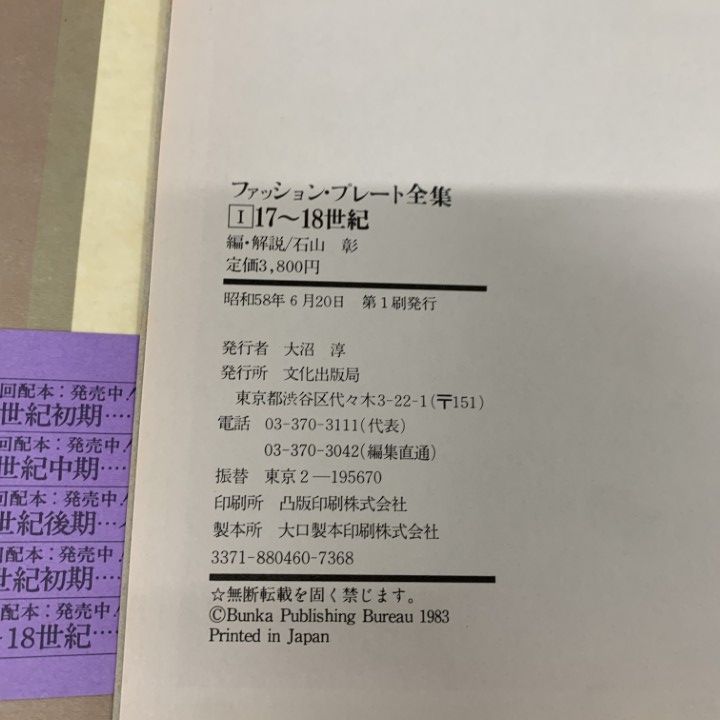 ファッション・プレート全集
Ⅰ 17〜18世紀
編・解説/石山 彰
定価3,800円
昭和58年6月20日 第1刷発行
発行者 大沼 淳
発行所 文化出版局
東京都渋谷区代々木3-22-1(〒151)
電話 03-370-3111(代表)
03-370-3042(編集直通)
振替 東京2―195670
印刷所 凸版印刷株式会社
製本所 大口製本印刷株式会社
3371-880460-7368
☆無断転載を固く禁じます。
©Bunka Publishing Bureau 1983
Printed in Japan
回配本：発売中!
世紀初期‥‥
回配本：発売中!
世紀中期‥‥
回配本：発売中!
世紀後期‥‥
回配本：発売中!
世紀初期‥‥
回配本：発売中!
18世紀‥‥